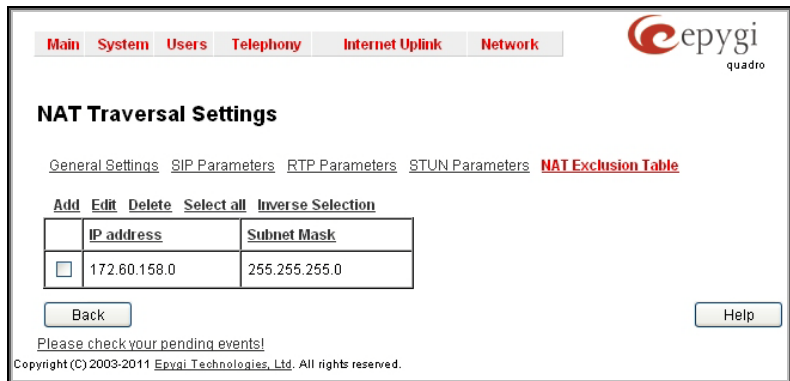 Main System Users Telephony Internet Uplink Network
epygi
quadro
NAT Traversal Settings
General Settings SIP Parameters RTP Parameters STUN Parameters NAT Exclusion Table
Add Edit Delete Select all Inverse Selection
IP address Subnet Mask
172.60.158.0 255.255.255.0
Back Help
Please check your pending events!
Copyright (C) 2003-2011 Epygi Technologies, Ltd. All rights reserved.